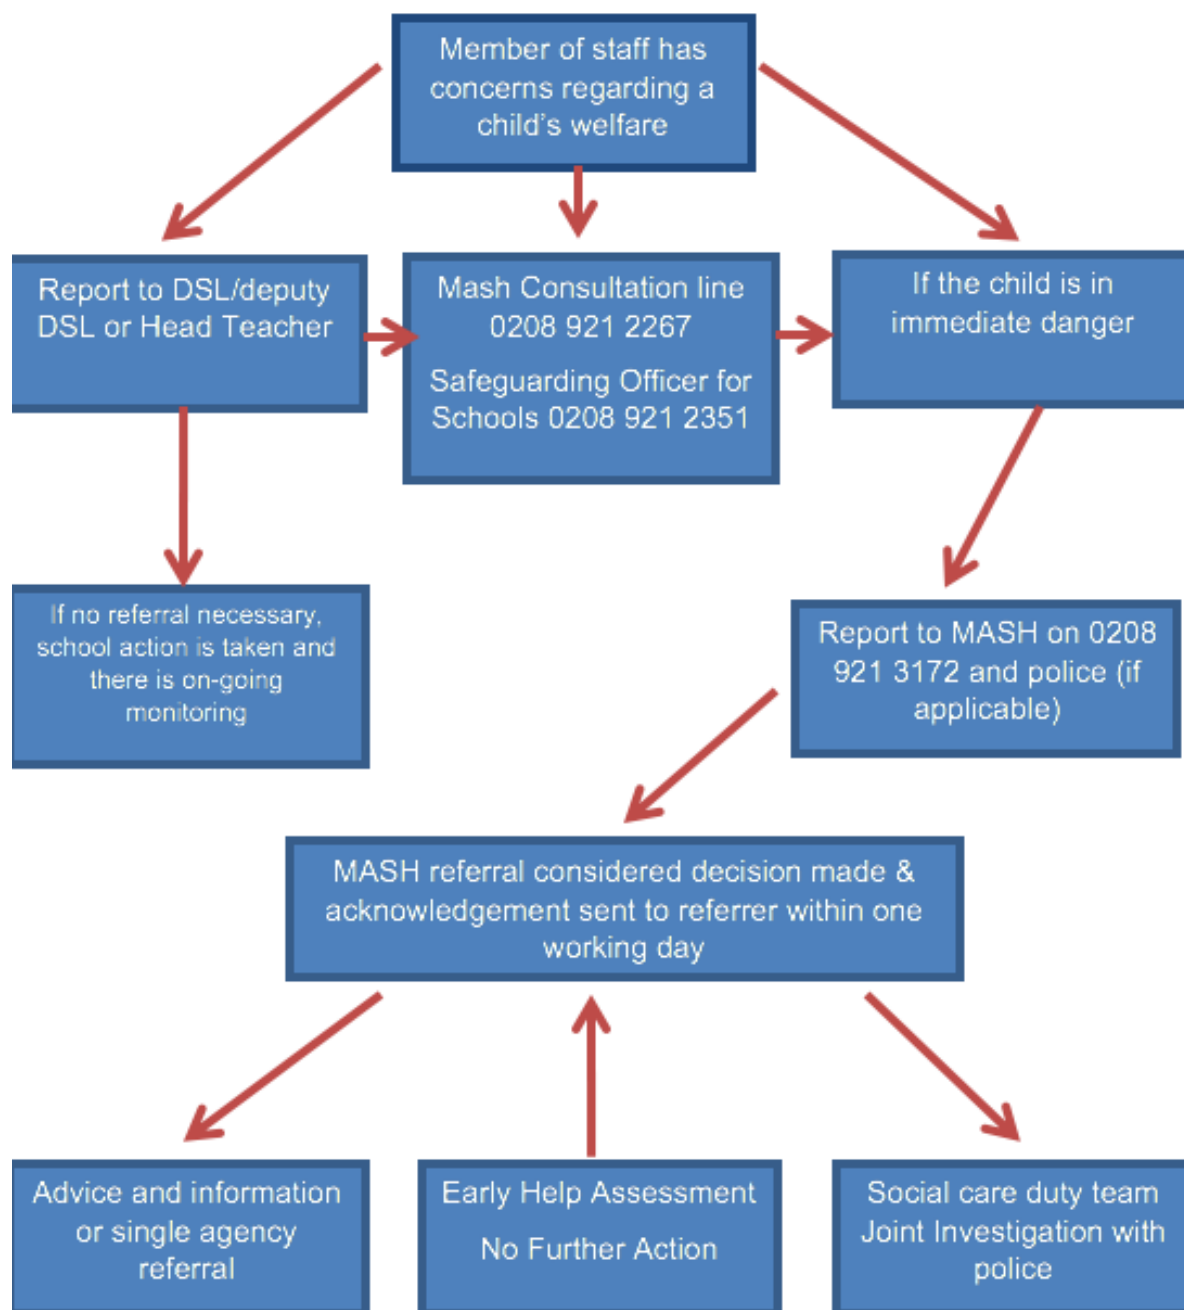 Member of staff has
concerns regarding a
child's welfare
Report to DSL/deputy
DSL or Head Teacher
Mash Consultation line
0208 921 2267
Safeguarding Officer for
Schools 0208 921 2351
If the child is in
immediate danger
If no referral necessary,
school action is taken and
there is on-going
monitoring
Report to MASH on 0208
921 3172 and police (if
applicable)
MASH referral considered decision made &
acknowledgement sent to referrer within one
working day
Advice and information
or single agency
referral
Early Help Assessment
No Further Action
Social care duty team
Joint Investigation with
police